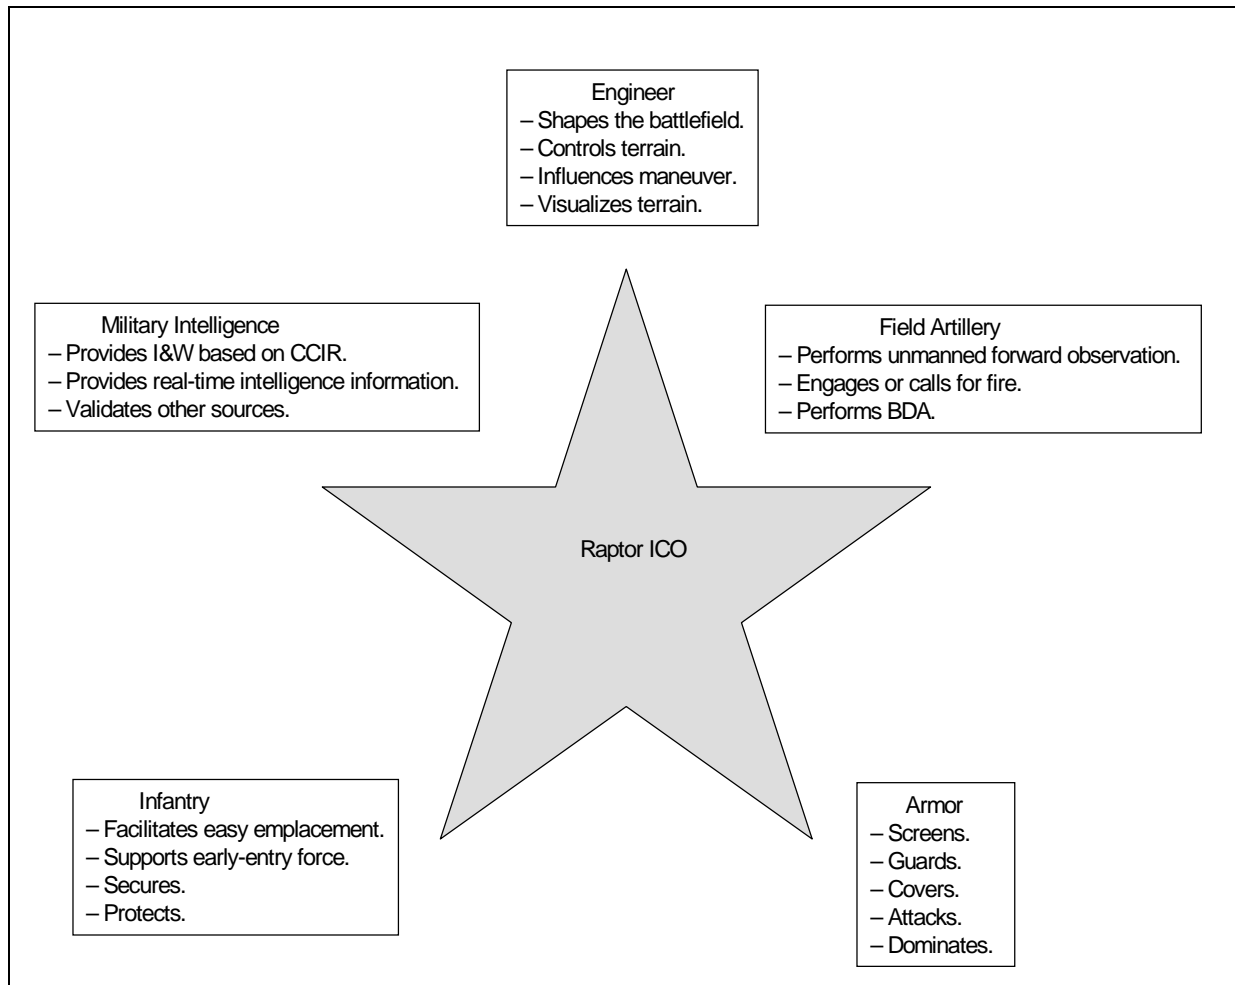 Engineer
– Shapes the battlefield.
– Controls terrain.
– Influences maneuver.
– Visualizes terrain.
Military Intelligence
– Provides I&W based on CCIR.
– Provides real-time intelligence information.
– Validates other sources.
Field Artillery
– Performs unmanned forward observation.
– Engages or calls for fire.
– Performs BDA.
Raptor ICO
Infantry
– Facilitates easy emplacement.
– Supports early-entry force.
– Secures.
– Protects.
Armor
– Screens.
– Guards.
– Covers.
– Attacks.
– Dominates.